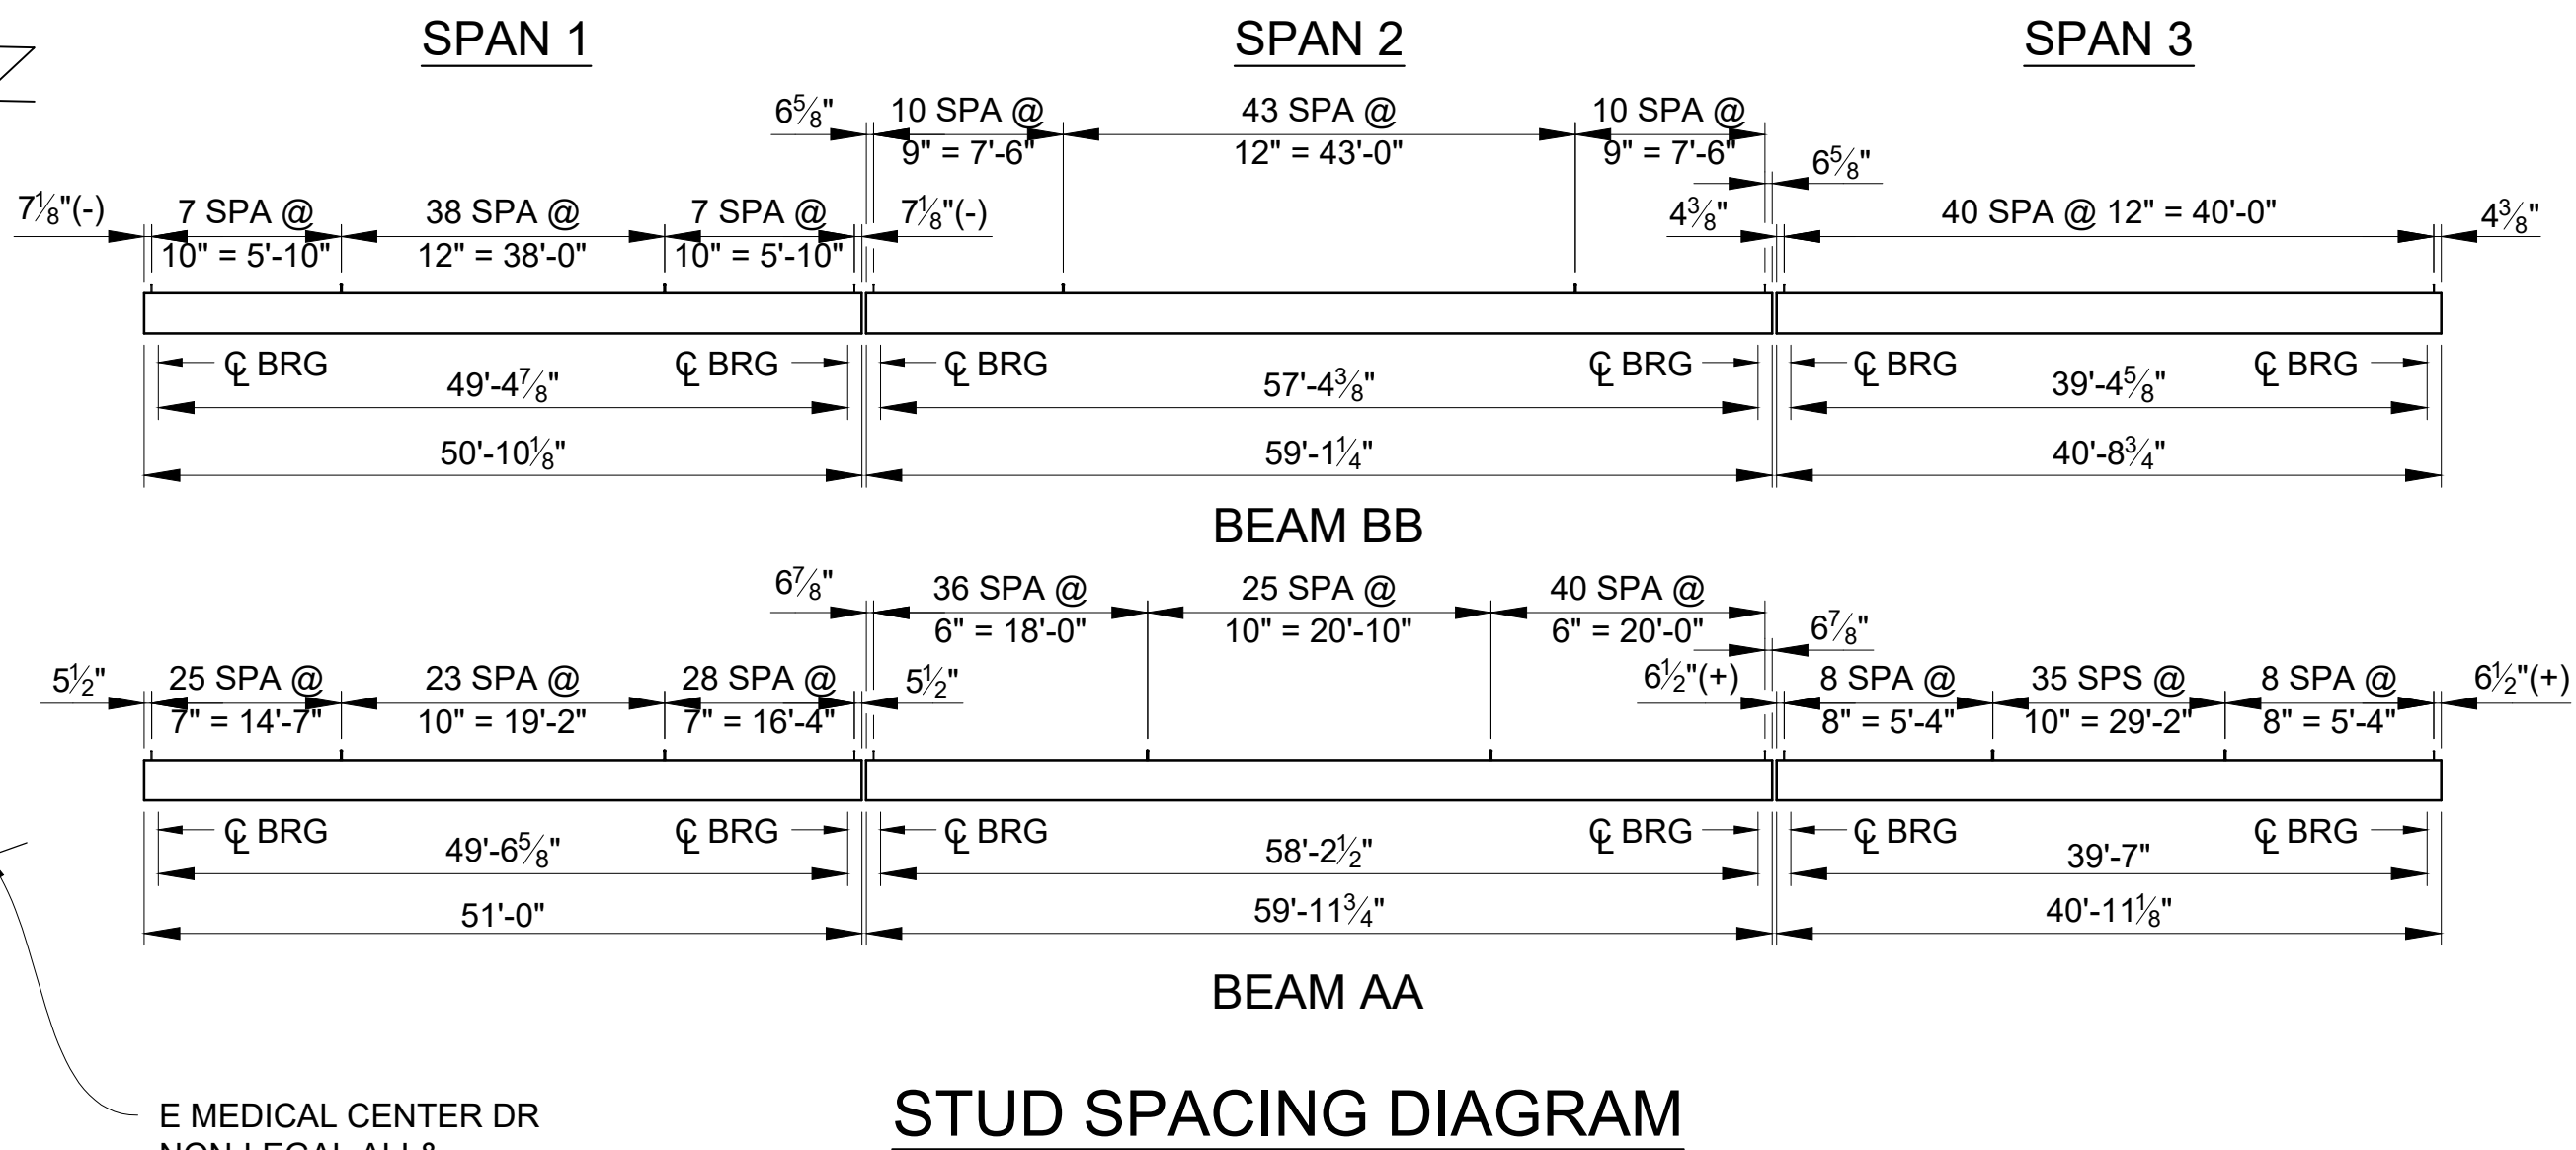 SPAN 1
SPAN 2
SPAN 3
6⅝"
10 SPA @
9" = 7'-6"
43 SPA @
12" = 43'-0"
10 SPA @
9" = 7'-6"
6⅝"
7⅛"(-)
7 SPA @
10" = 5'-10"
38 SPA @
12" = 38'-0"
7 SPA @
10" = 5'-10"
7⅛"(-)
4⅜"
40 SPA @ 12" = 40'-0"
4⅜"
℄ BRG
℄ BRG
℄ BRG
℄ BRG
℄ BRG
℄ BRG
49'-4⅞"
57'-4⅜"
39'-4⅝"
50'-10⅛"
59'-1¼"
40'-8¾"
BEAM BB
6⅞"
36 SPA @
6" = 18'-0"
25 SPA @
10" = 20'-10"
40 SPA @
6" = 20'-0"
6⅞"
5½"
25 SPA @
7" = 14'-7"
23 SPA @
10" = 19'-2"
28 SPA @
7" = 16'-4"
5½"
6½"(+)
8 SPA @
8" = 5'-4"
35 SPS @
10" = 29'-2"
8 SPA @
8" = 5'-4"
6½"(+)
℄ BRG
℄ BRG
℄ BRG
℄ BRG
℄ BRG
℄ BRG
49'-6⅝"
58'-2½"
39'-7"
51'-0"
59'-11¾"
40'-11⅛"
BEAM AA
STUD SPACING DIAGRAM
E MEDICAL CENTER DR